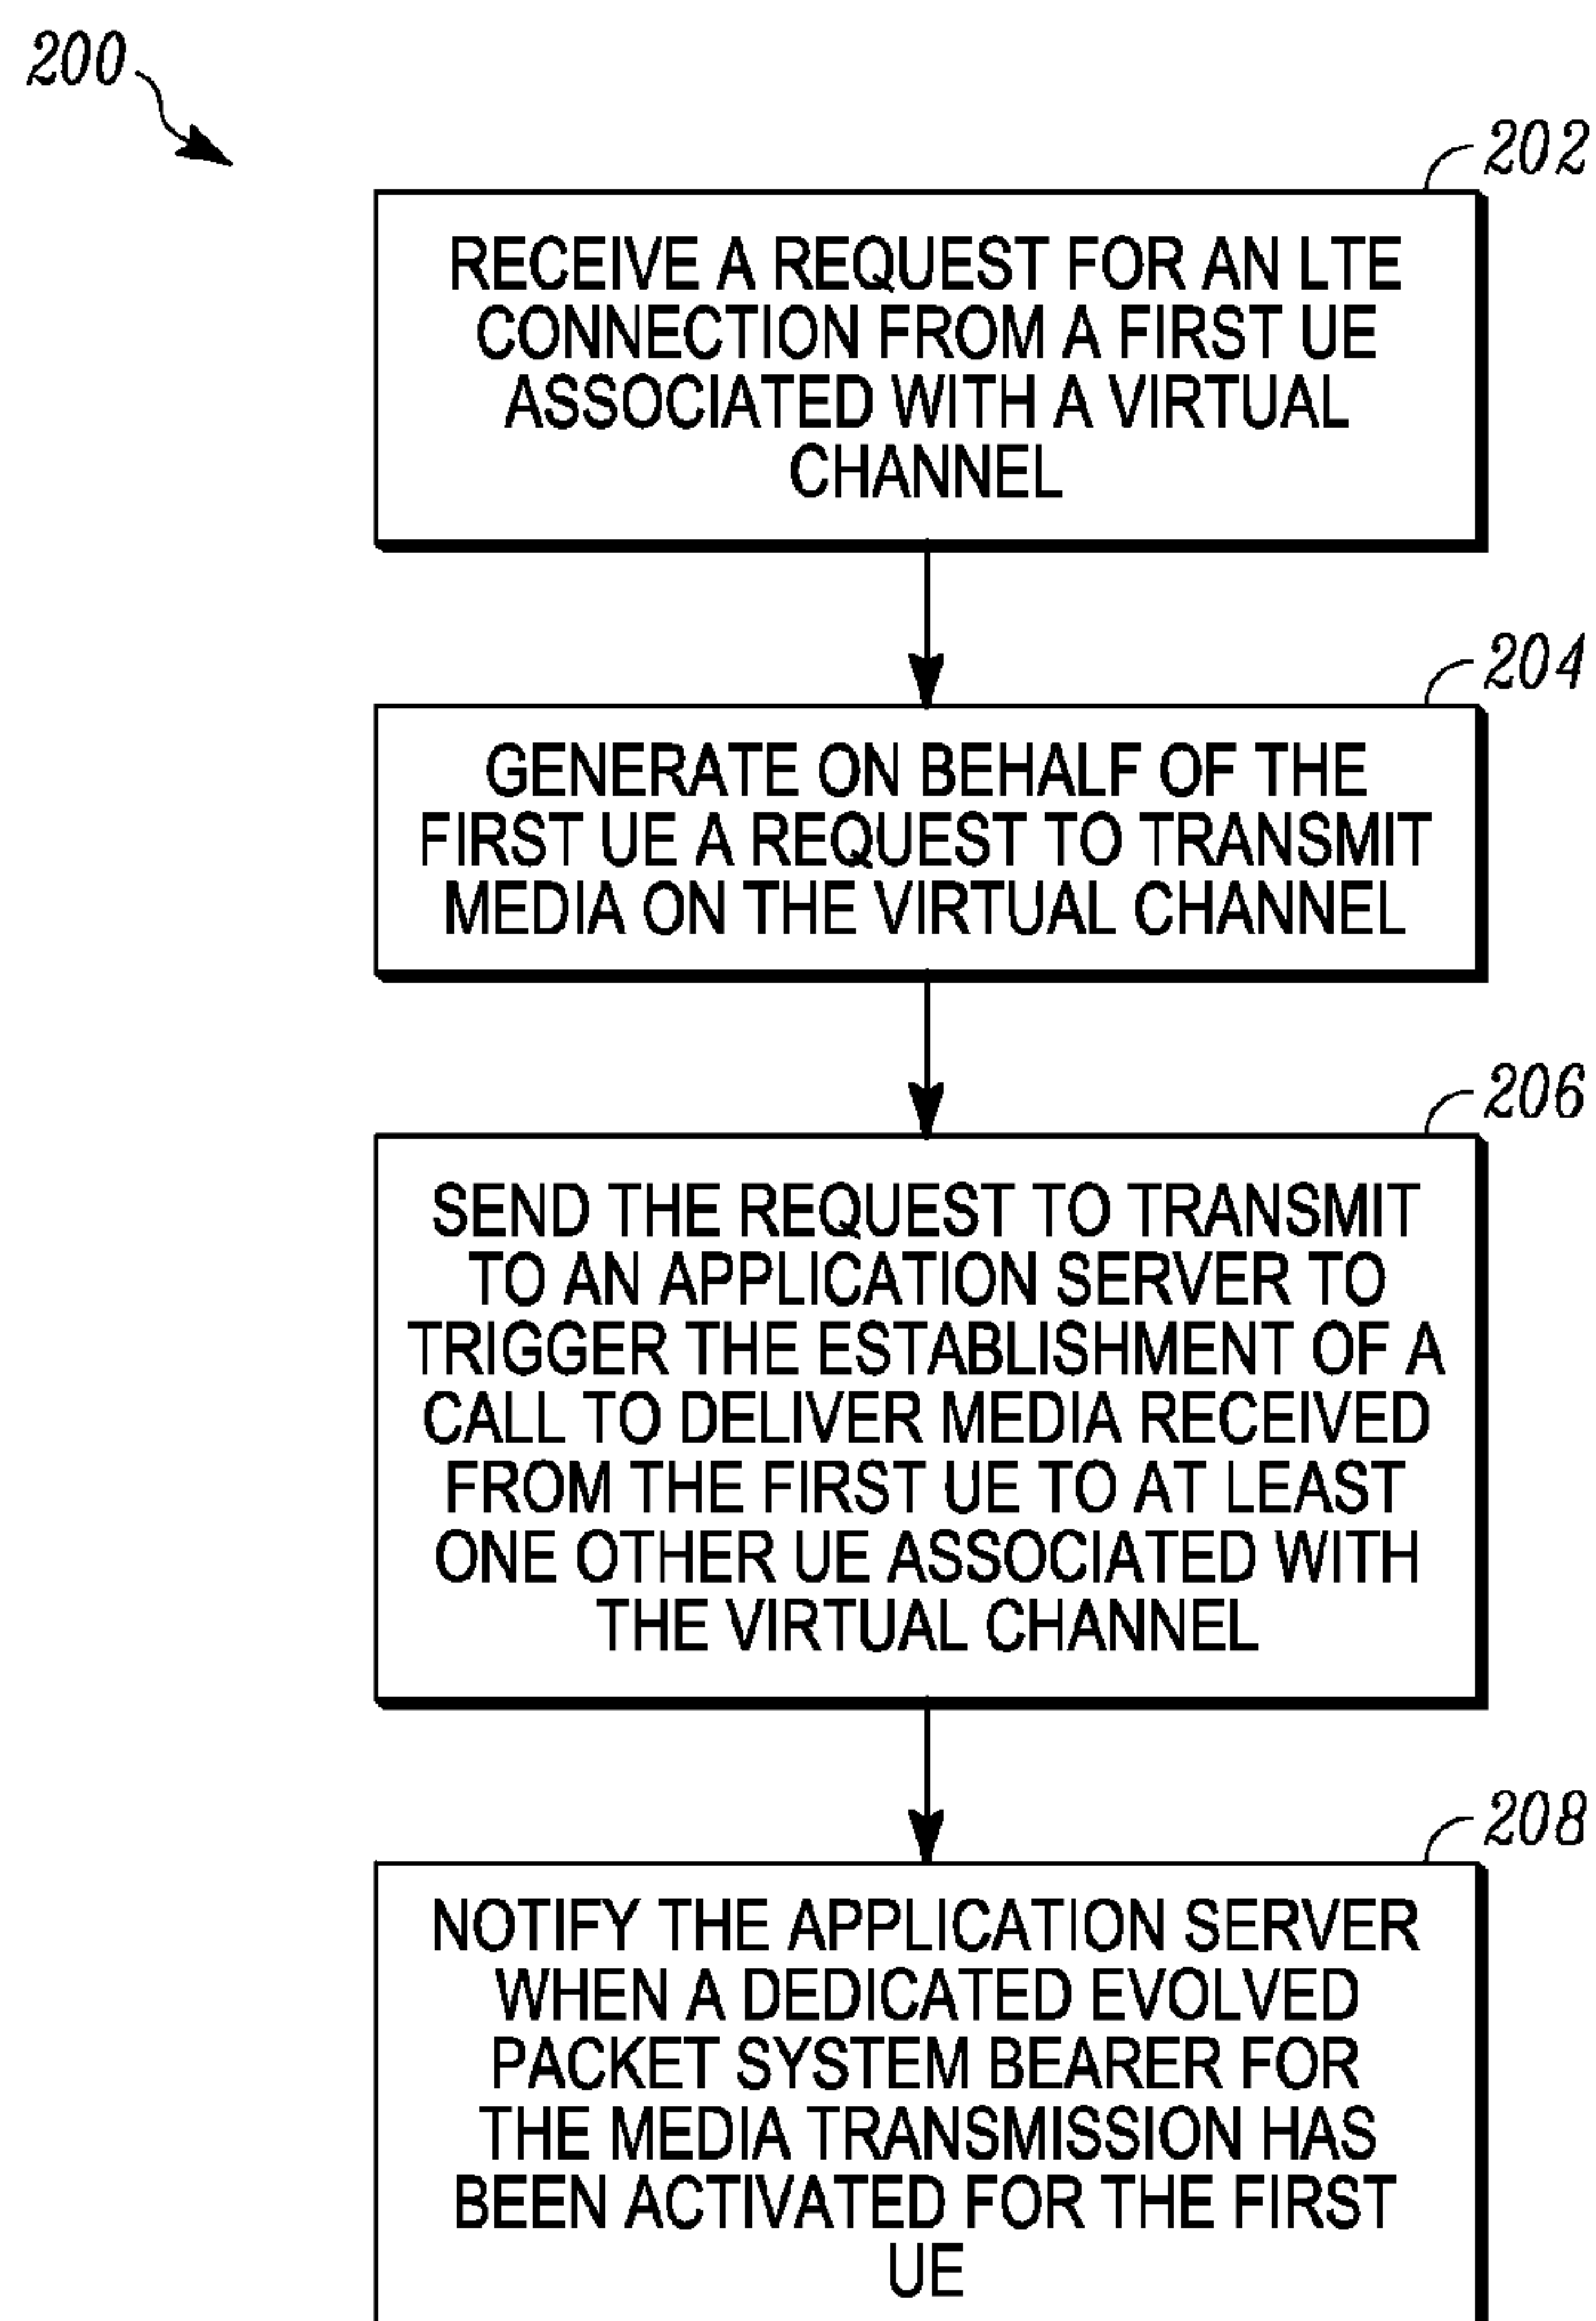 200
202
RECEIVE A REQUEST FOR AN LTE
CONNECTION FROM A FIRST UE
ASSOCIATED WITH A VIRTUAL
CHANNEL
204
GENERATE ON BEHALF OF THE
FIRST UE A REQUEST TO TRANSMIT
MEDIA ON THE VIRTUAL CHANNEL
206
SEND THE REQUEST TO TRANSMIT
TO AN APPLICATION SERVER TO
TRIGGER THE ESTABLISHMENT OF A
CALL TO DELIVER MEDIA RECEIVED
FROM THE FIRST UE TO AT LEAST
ONE OTHER UE ASSOCIATED WITH
THE VIRTUAL CHANNEL
208
NOTIFY THE APPLICATION SERVER
WHEN A DEDICATED EVOLVED
PACKET SYSTEM BEARER FOR
THE MEDIA TRANSMISSION HAS
BEEN ACTIVATED FOR THE FIRST
UE